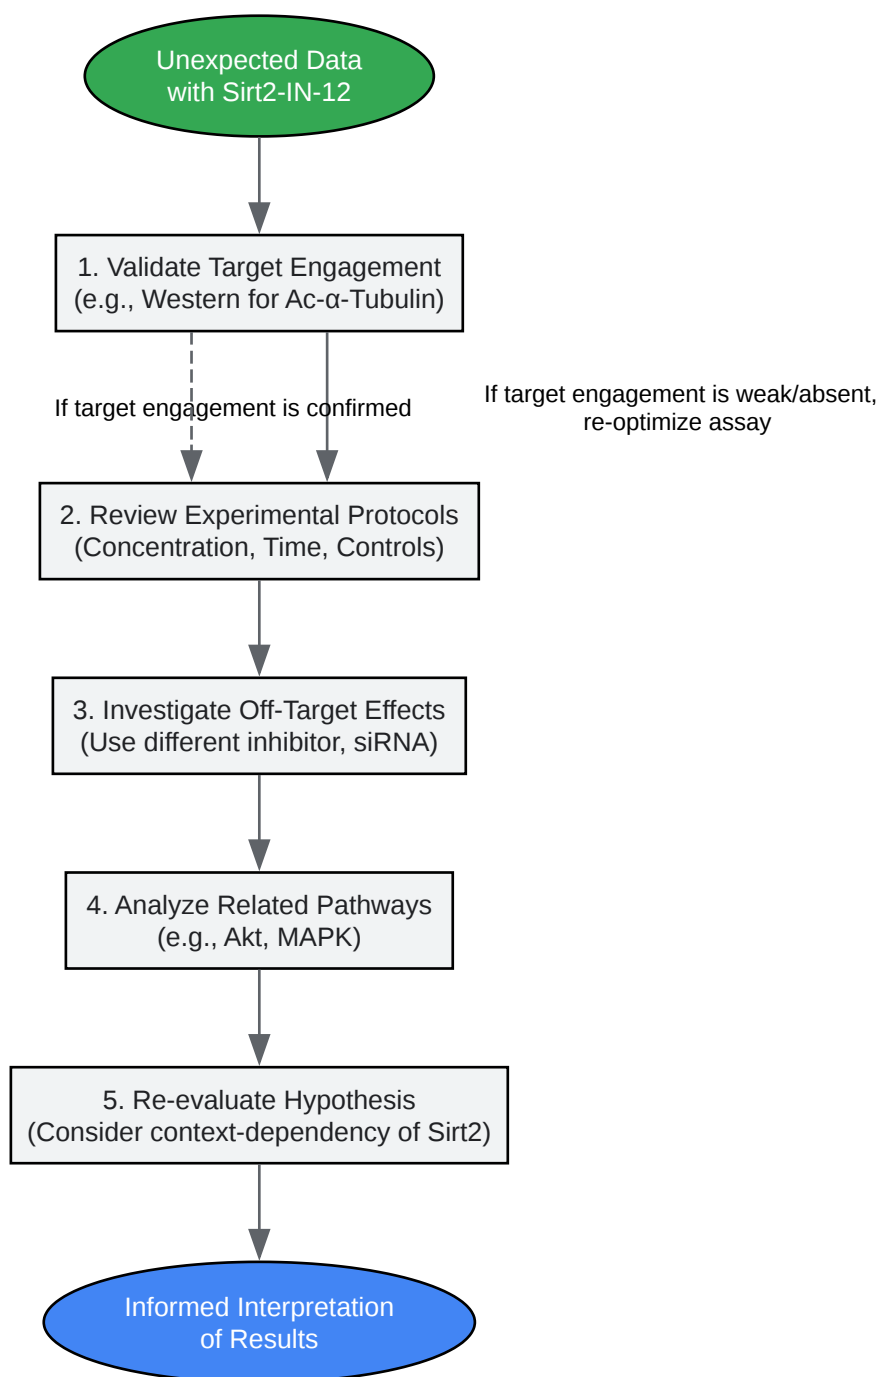 Unexpected Data
with Sirt2-IN-12
1. Validate Target Engagement
(e.g., Western for Ac-α-Tubulin)
If target engagement is confirmed
If target engagement is weak/absent,
re-optimize assay
2. Review Experimental Protocols
(Concentration, Time, Controls)
3. Investigate Off-Target Effects
(Use different inhibitor, siRNA)
4. Analyze Related Pathways
(e.g., Akt, MAPK)
5. Re-evaluate Hypothesis
(Consider context-dependency of Sirt2)
Informed Interpretation
of Results